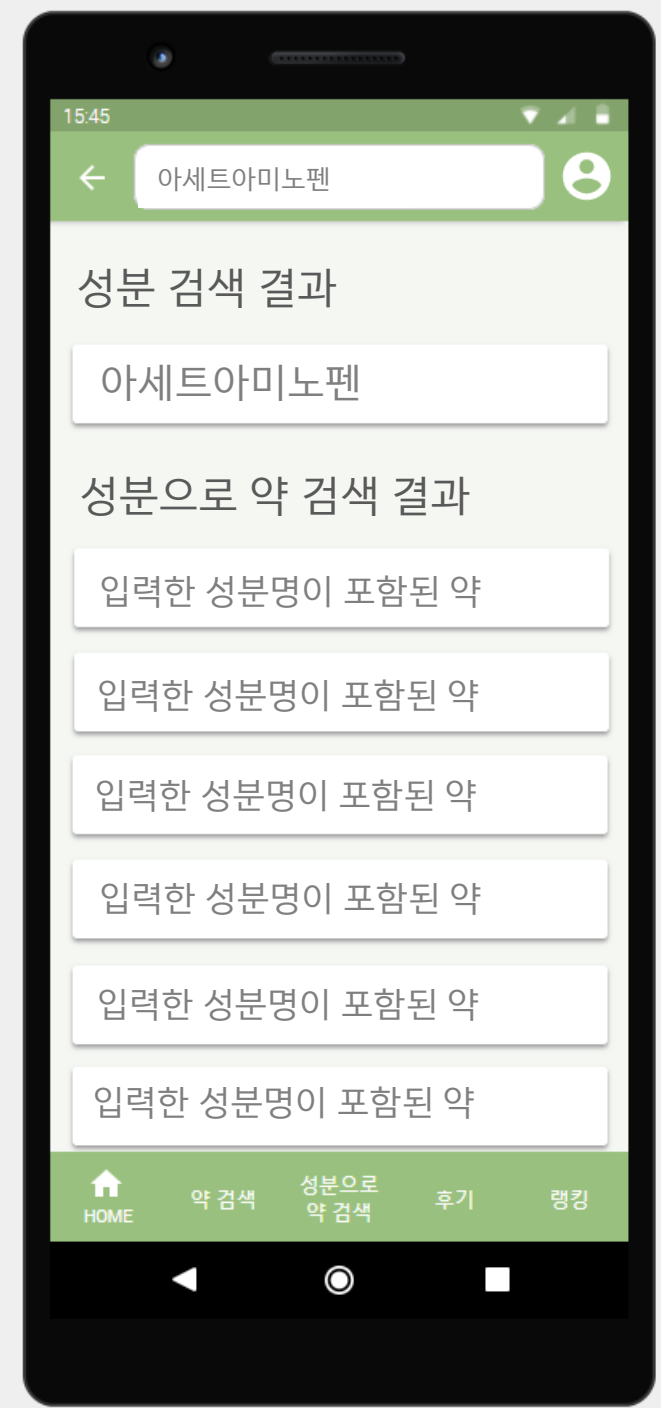 15:45
아세트아미노펜
성분 검색 결과
아세트아미노펜
성분으로 약 검색 결과
입력한 성분명이 포함된 약
입력한 성분명이 포함된 약
입력한 성분명이 포함된 약
입력한 성분명이 포함된 약
입력한 성분명이 포함된 약
입력한 성분명이 포함된 약
HOME
약 검색
성분으로
약 검색
후기
랭킹